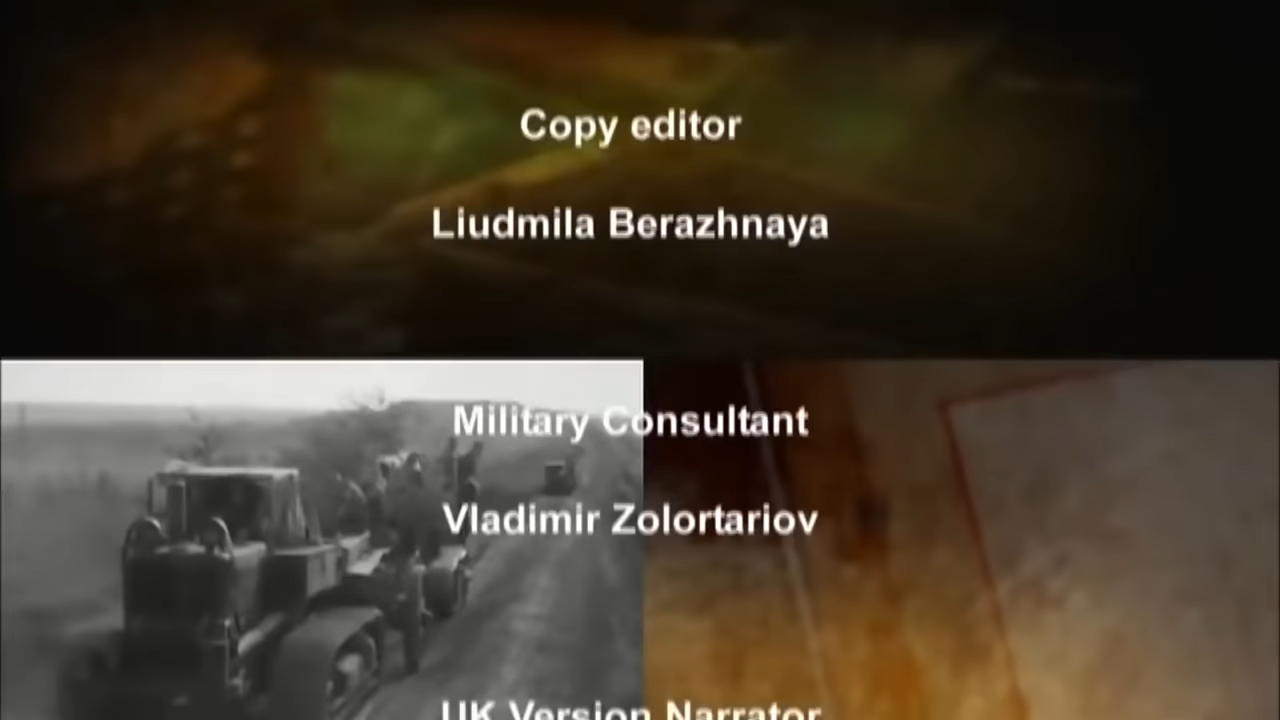 Copy editor
Liudmila Berazhnaya
Military Consultant
Vladimir Zolortariov
UK Version Narrator